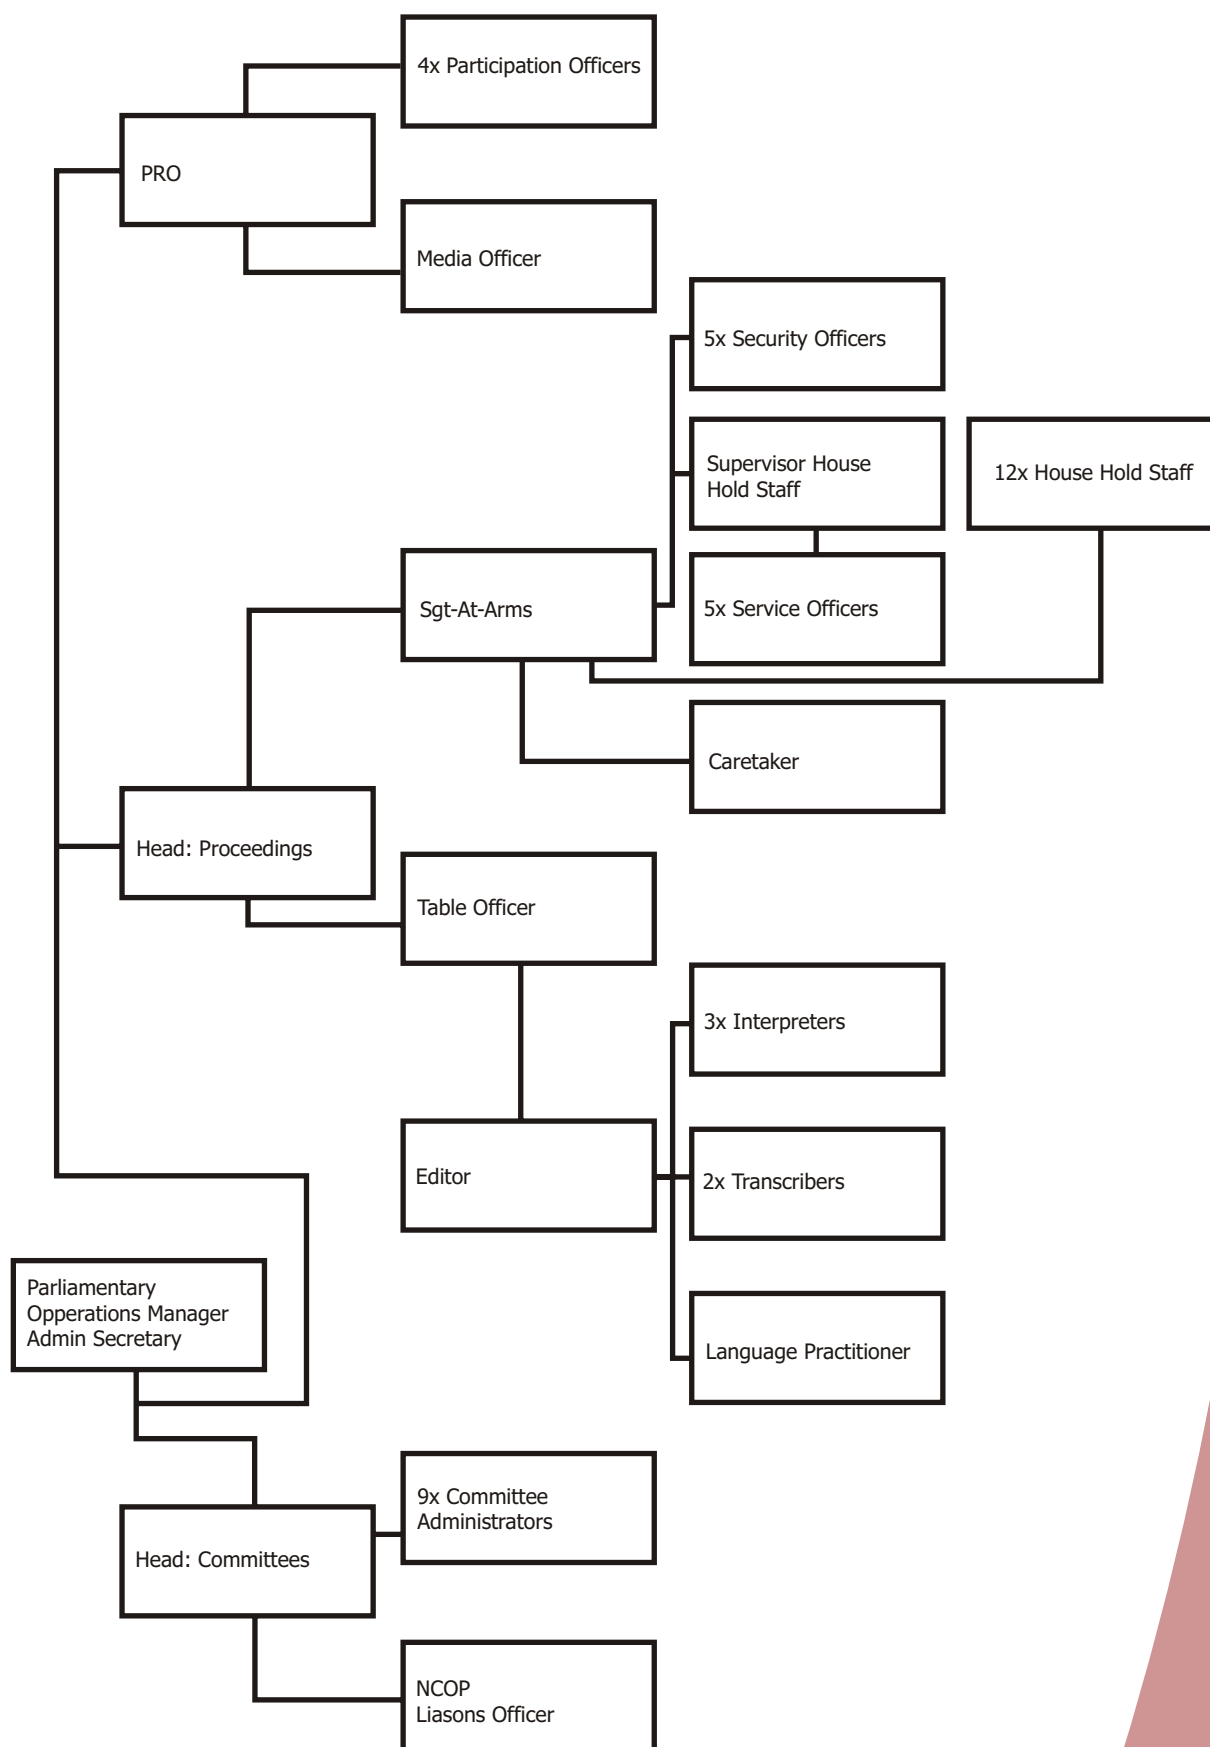 4x Participation Officers
PRO
Media Officer
5x Security Officers
Supervisor House
Hold Staff
12x House Hold Staff
Sgt-At-Arms
5x Service Officers
Caretaker
Head: Proceedings
Table Officer
3x Interpreters
Editor
2x Transcribers
Parliamentary
Opperations Manager
Admin Secretary
Language Practitioner
9x Committee
Administrators
Head: Committees
NCOP
Liasons Officer